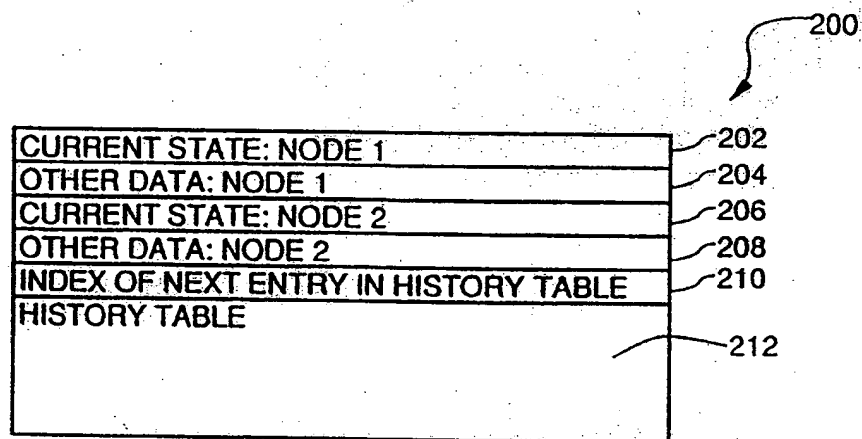 200
CURRENT STATE: NODE 1 202
OTHER DATA: NODE 1 204
CURRENT STATE: NODE 2 206
OTHER DATA: NODE 2 208
INDEX OF NEXT ENTRY IN HISTORY TABLE 210
HISTORY TABLE
212